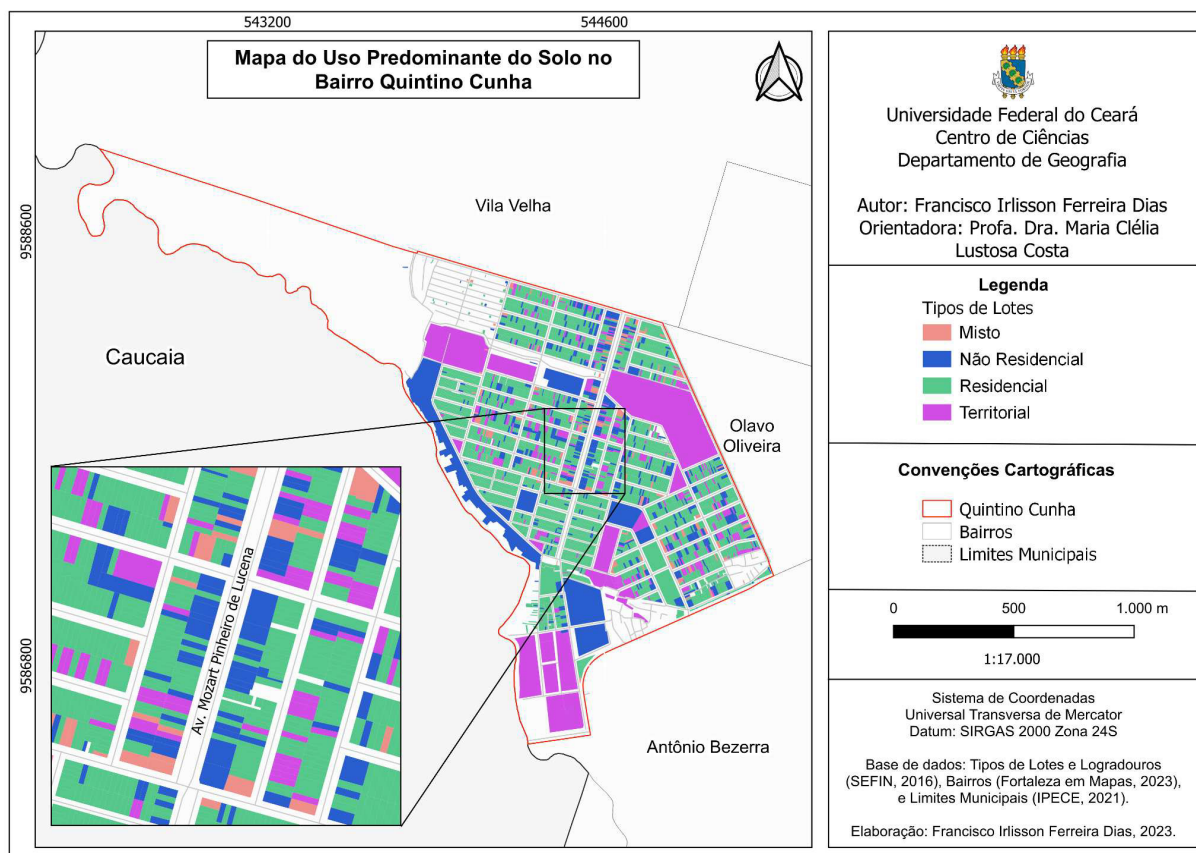 543200
544600
Mapa do Uso Predominante do Solo no
Bairro Quintino Cunha
9588600
9586800
Vila Velha
Caucaia
Olavo
Oliveira
Antônio Bezerra
Av. Mozart Pinheiro de Lucena
Universidade Federal do Ceará
Centro de Ciências
Departamento de Geografia
Autor: Francisco Irlisson Ferreira Dias
Orientadora: Profa. Dra. Maria Clélia
Lustosa Costa
Legenda
Tipos de Lotes
Misto
Não Residencial
Residencial
Territorial
Convenções Cartográficas
Quintino Cunha
Bairros
Limites Municipais
0 500 1.000 m
1:17.000
Sistema de Coordenadas
Universal Transversa de Mercator
Datum: SIRGAS 2000 Zona 24S
Base de dados: Tipos de Lotes e Logradouros
(SEFIN, 2016), Bairros (Fortaleza em Mapas, 2023),
e Limites Municipais (IPECE, 2021).
Elaboração: Francisco Irlisson Ferreira Dias, 2023.